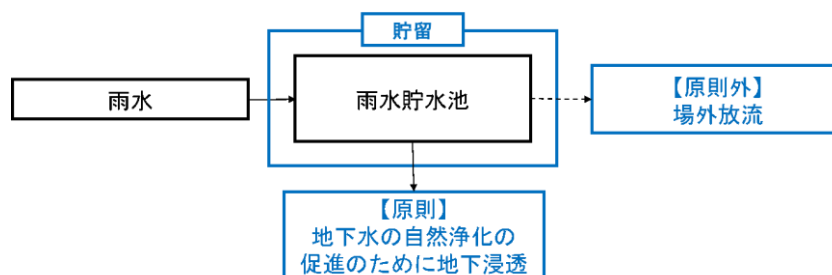 貯留
雨水
雨水貯水池
【原則外】
場外放流
【原則】
地下水の自然浄化の
促進のために地下浸透